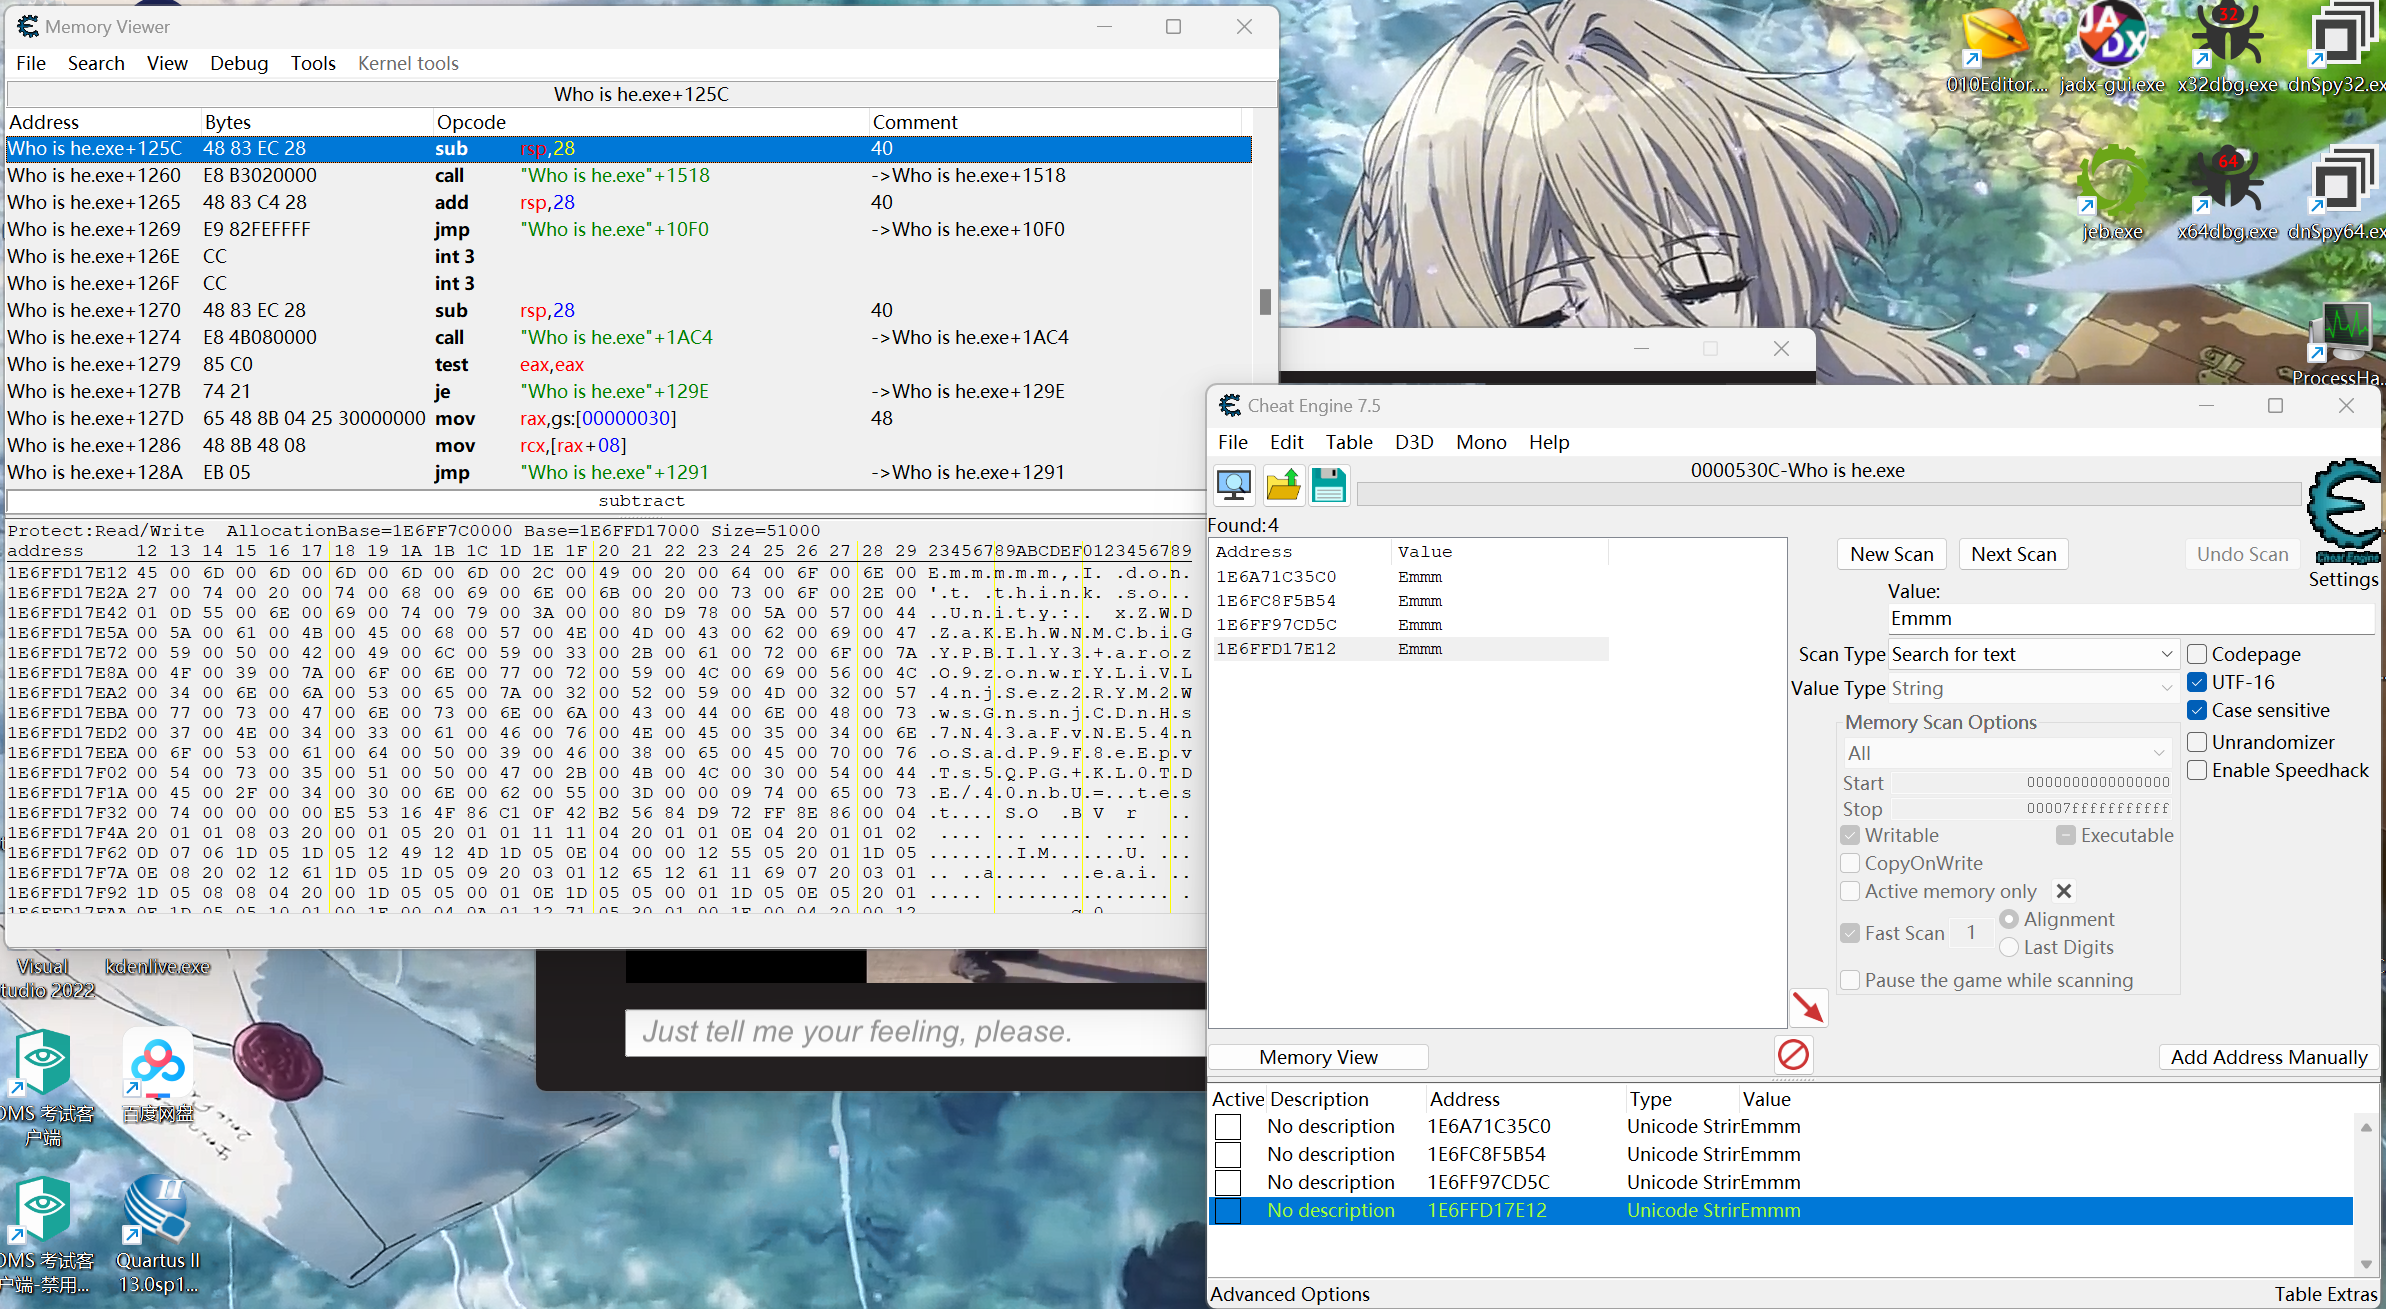 Memory Viewer
File Search View Debug Tools Kernel tools
Who is he.exe+125C
Address Bytes Opcode Comment
Who is he.exe+125C 48 83 EC 28 sub rsp,28 40
Who is he.exe+1260 E8 B3020000 call "Who is he.exe"+1518 ->Who is he.exe+1518
Who is he.exe+1265 48 83 C4 28 add rsp,28 40
Who is he.exe+1269 E9 82FEFFFF jmp "Who is he.exe"+10F0 ->Who is he.exe+10F0
Who is he.exe+126E CC int 3
Who is he.exe+126F CC int 3
Who is he.exe+1270 48 83 EC 28 sub rsp,28 40
Who is he.exe+1274 E8 4B080000 call "Who is he.exe"+1AC4 ->Who is he.exe+1AC4
Who is he.exe+1279 85 C0 test eax,eax
Who is he.exe+127B 74 21 je "Who is he.exe"+129E ->Who is he.exe+129E
Who is he.exe+127D 65 48 8B 04 25 30000000 mov rax,gs:[00000030] 48
Who is he.exe+1286 48 8B 48 08 mov rcx,[rax+08]
Who is he.exe+128A EB 05 jmp "Who is he.exe"+1291 ->Who is he.exe+1291
subtract
Protect:Read/Write AllocationBase=1E6FF7C0000 Base=1E6FFD17000 Size=51000
address 12 13 14 15 16 17 18 19 1A 1B 1C 1D 1E 1F 20 21 22 23 24 25 26 27 28 29 23456789ABCDEF0123456789
1E6FFD17E12 45 00 6D 00 6D 00 6D 00 6D 00 6D 00 2C 00 49 00 20 00 64 00 6F 00 6E 00 E.m.m.m.m.m.,.I. .d.o.n.
1E6FFD17E2A 27 00 74 00 20 00 74 00 68 00 69 00 6E 00 6B 00 20 00 73 00 6F 00 2E 00 '.t. .t.h.i.n.k. .s.o...
1E6FFD17E42 01 0D 55 00 6E 00 69 00 74 00 79 00 3A 00 00 80 D9 78 00 5A 00 57 00 44 ..U.n.i.t.y.:.. x.Z.W.D
1E6FFD17E5A 00 5A 00 61 00 4B 00 45 00 68 00 57 00 4E 00 4D 00 43 00 62 00 69 00 47 .Z.a.K.E.h.W.N.M.C.b.i.G
1E6FFD17E72 00 59 00 50 00 42 00 49 00 6C 00 59 00 33 00 2B 00 61 00 72 00 6F 00 7A .Y.P.B.I.l.Y.3.+.a.r.o.z
1E6FFD17E8A 00 4F 00 39 00 7A 00 6F 00 6E 00 77 00 72 00 59 00 4C 00 69 00 56 00 4C .O.9.z.o.n.w.r.Y.L.i.V.L
1E6FFD17EA2 00 34 00 6E 00 6A 00 53 00 65 00 7A 00 32 00 52 00 59 00 4D 00 32 00 57 .4.n.j.S.e.z.2.R.Y.M.2.W
1E6FFD17EBA 00 77 00 73 00 47 00 6E 00 73 00 6E 00 6A 00 43 00 44 00 6E 00 48 00 73 .w.s.G.n.s.n.j.C.D.n.H.s
1E6FFD17ED2 00 37 00 4E 00 34 00 33 00 61 00 46 00 76 00 4E 00 45 00 35 00 34 00 6E .7.N.4.3.a.F.v.N.E.5.4.n
1E6FFD17EEA 00 6F 00 53 00 61 00 64 00 50 00 39 00 46 00 38 00 65 00 45 00 70 00 76 .o.S.a.d.P.9.F.8.e.E.p.v
1E6FFD17F02 00 54 00 73 00 35 00 51 00 50 00 47 00 2B 00 4B 00 4C 00 30 00 54 00 44 .T.s.5.Q.P.G.+.K.L.0.T.D
1E6FFD17F1A 00 45 00 2F 00 34 00 30 00 6E 00 62 00 55 00 3D 00 00 09 74 00 65 00 73 .E./.4.0.n.b.U.=...t.e.s
1E6FFD17F32 00 74 00 00 00 00 E5 53 16 4F 86 C1 0F 42 B2 56 84 D9 72 FF 8E 86 00 04 .t.... S.O .B V r ..
1E6FFD17F4A 20 01 01 08 03 20 00 01 05 20 01 01 11 11 04 20 01 01 0E 04 20 01 01 02 .... ... ..... .... ...
1E6FFD17F62 0D 07 06 1D 05 1D 05 12 49 12 4D 1D 05 0E 04 00 00 12 55 05 20 01 1D 05 ........I.M.......U. ...
1E6FFD17F7A 0E 08 20 02 12 61 1D 05 1D 05 09 20 03 01 12 65 12 61 11 69 07 20 03 01 .. ..a..... ...e.a.i. ..
1E6FFD17F92 1D 05 08 08 04 20 00 1D 05 05 00 01 0E 1D 05 05 00 01 1D 05 0E 05 20 01 ..... ................ .
Cheat Engine 7.5
File Edit Table D3D Mono Help
0000530C-Who is he.exe
Found:4
Address Value
1E6A71C35C0 Emmm
1E6FC8F5B54 Emmm
1E6FF97CD5C Emmm
1E6FFD17E12 Emmm
New Scan Next Scan Undo Scan
Cheat Engine
Settings
Value:
Emmm
Scan Type Search for text
Value Type String
Codepage
UTF-16
Case sensitive
Unrandomizer
Enable Speedhack
Memory Scan Options
All
Start 0000000000000000
Stop 00007fffffffffff
Writable Executable
CopyOnWrite
Active memory only
Fast Scan 1 Alignment
Last Digits
Pause the game while scanning
Memory View Add Address Manually
Active Description Address Type Value
No description 1E6A71C35C0 Unicode StrirEmmm
No description 1E6FC8F5B54 Unicode StrirEmmm
No description 1E6FF97CD5C Unicode StrirEmmm
No description 1E6FFD17E12 Unicode StrirEmmm
Advanced Options Table Extras
Just tell me your feeling, please.
010Editor.... jadx-gui.exe x32dbg.exe dnSpy32.ex
jeb.exe x64dbg.exe dnSpy64.ex
ProcessHa...
Visual
tudio 2022
kdenlive.exe
OMS 考试客
户端
百度网盘
OMS 考试客
户端-禁用...
Quartus II
13.0sp1...